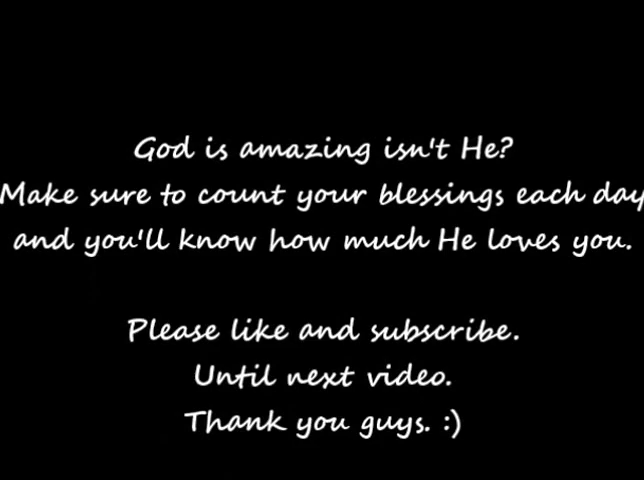 God is amazing isn't He?
Make sure to count your blessings each day
and you'll know how much He loves you.
Please like and subscribe.
Until next video.
Thank you guys. :)